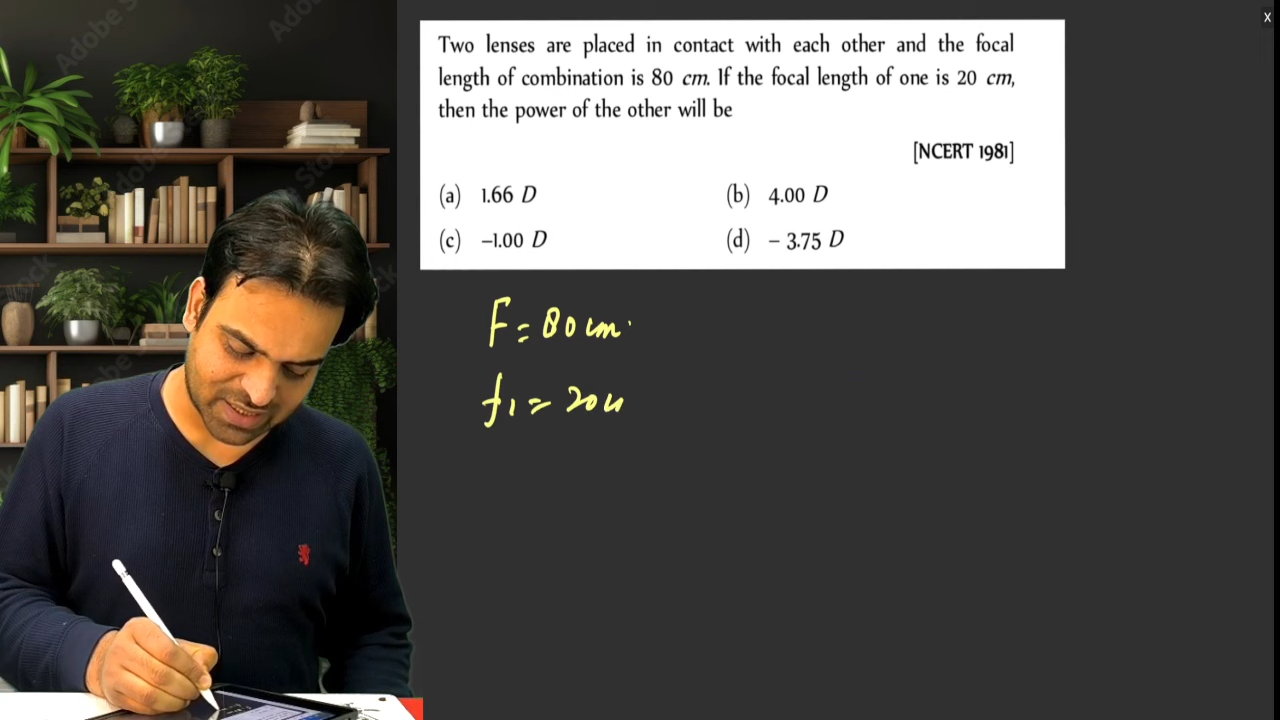 Two lenses are placed in contact with each other and the focal
length of combination is 80 cm. If the focal length of one is 20 cm,
then the power of the other will be
[NCERT 1981]
(a) 1.66 D (b) 4.00 D
(c) –1.00 D (d) – 3.75 D
F = 80 cm
f1 = 20
Adobe Stock
X